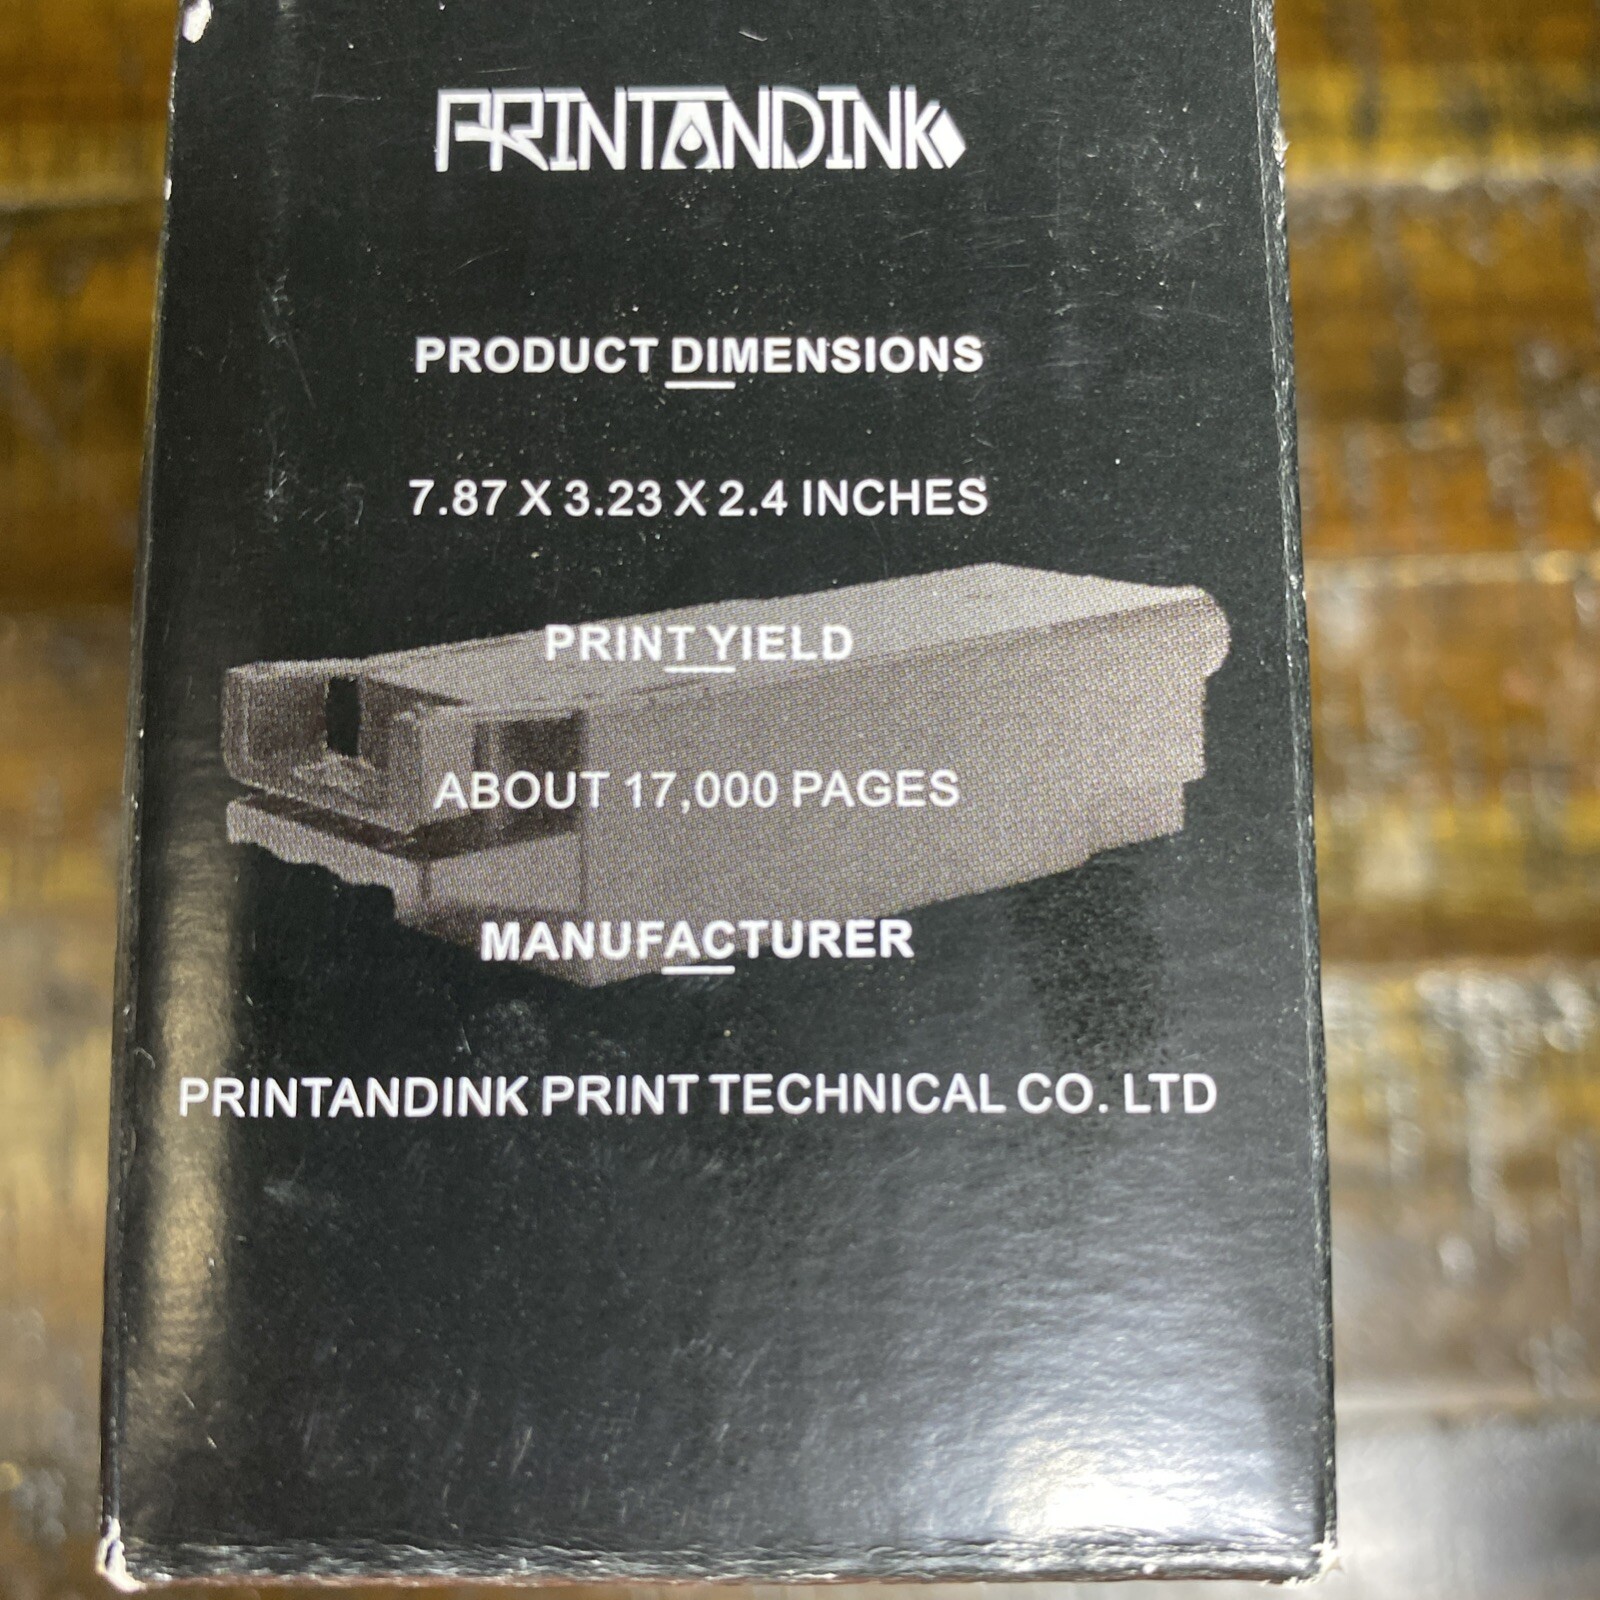 PRINTANDINK
PRODUCT DIMENSIONS
7.87 X 3.23 X 2.4 INCHES
PRINT YIELD
ABOUT 17,000 PAGES
MANUFACTURER
PRINTANDINK PRINT TECHNICAL CO. LTD